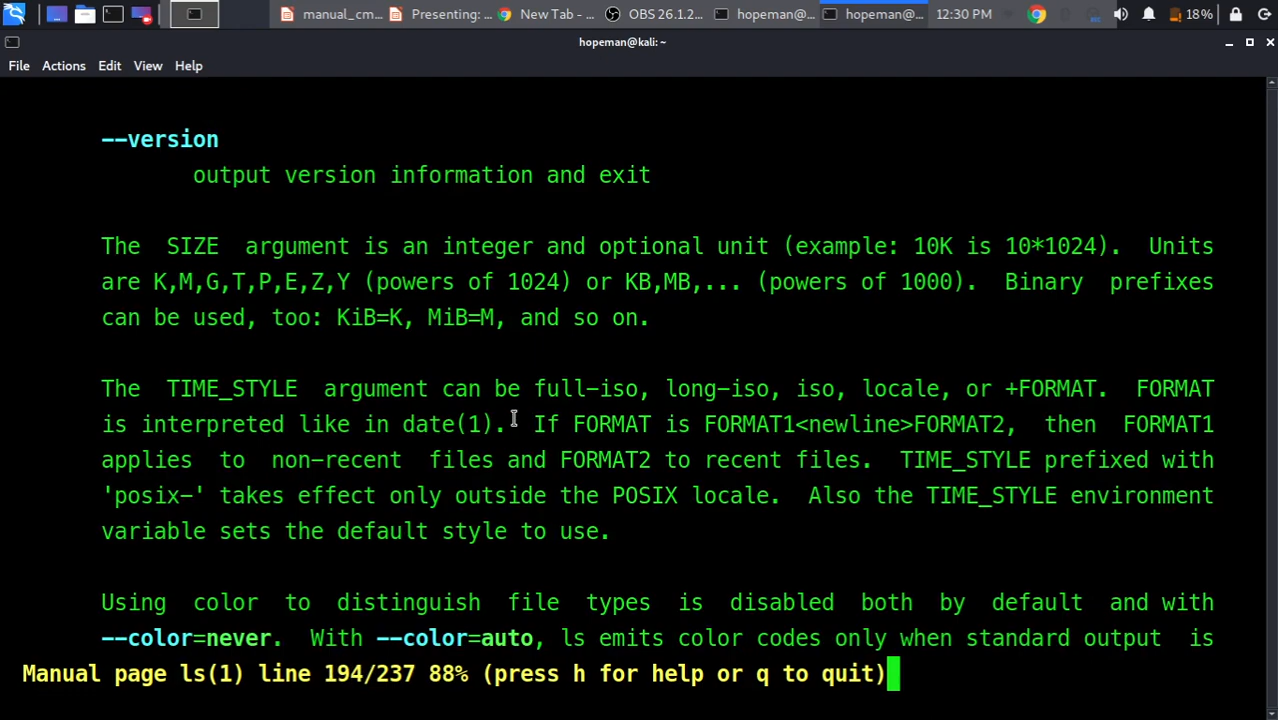 manual_cm... Presenting: ... New Tab - ... OBS 26.1.2... hopeman@... hopeman@... 12:30 PM 18%
hopeman@kali: ~
File Actions Edit View Help
--version
output version information and exit
The SIZE argument is an integer and optional unit (example: 10K is 10*1024). Units
are K,M,G,T,P,E,Z,Y (powers of 1024) or KB,MB,... (powers of 1000). Binary prefixes
can be used, too: KiB=K, MiB=M, and so on.
The TIME_STYLE argument can be full-iso, long-iso, iso, locale, or +FORMAT. FORMAT
is interpreted like in date(1). If FORMAT is FORMAT1<newline>FORMAT2, then FORMAT1
applies to non-recent files and FORMAT2 to recent files. TIME_STYLE prefixed with
'posix-' takes effect only outside the POSIX locale. Also the TIME_STYLE environment
variable sets the default style to use.
Using color to distinguish file types is disabled both by default and with
--color=never. With --color=auto, ls emits color codes only when standard output is
Manual page ls(1) line 194/237 88% (press h for help or q to quit)